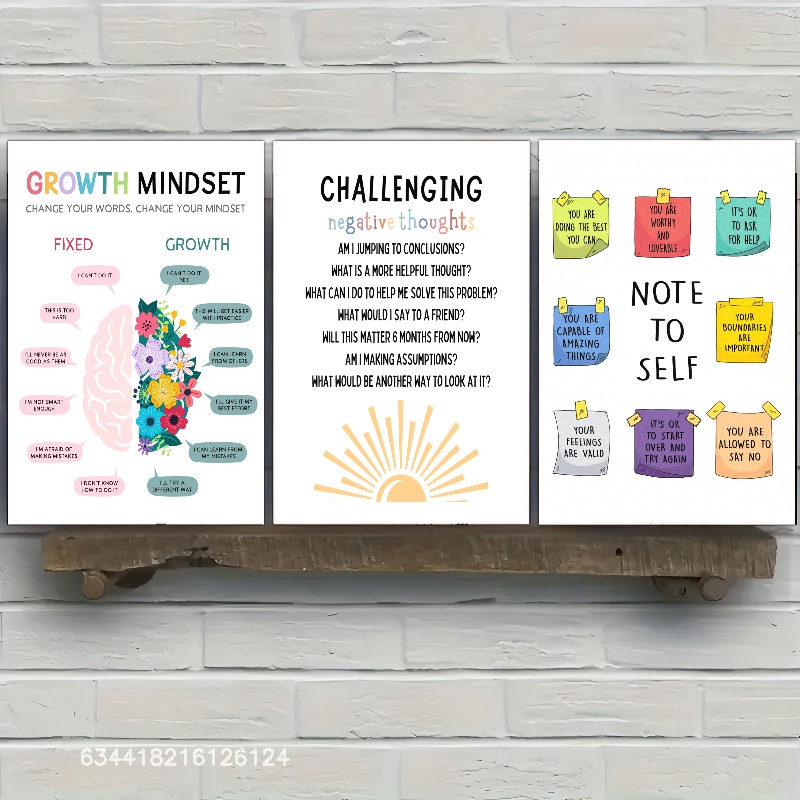 GROWTH MINDSET
CHANGE YOUR WORDS, CHANGE YOUR MINDSET
FIXED
GROWTH
I CAN'T DO IT
I CAN'T DO IT
YET
THIS IS TOO
HARD
THIS WILL GET EASIER
WITH PRACTICE
I'LL NEVER BE AS
GOOD AS THEM
I CAN LEARN
FROM OTHERS
I'M NOT SMART
ENOUGH
I'LL GIVE IT MY
BEST EFFORT
I'M AFRAID OF
MAKING MISTAKES
I CAN LEARN FROM
MY MISTAKES
I DON'T KNOW
HOW TO DO IT
I'LL TRY A
DIFFERENT WAY
CHALLENGING
negative thoughts
AM I JUMPING TO CONCLUSIONS?
WHAT IS A MORE HELPFUL THOUGHT?
WHAT CAN I DO TO HELP ME SOLVE THIS PROBLEM?
WHAT WOULD I SAY TO A FRIEND?
WILL THIS MATTER 6 MONTHS FROM NOW?
AM I MAKING ASSUMPTIONS?
WHAT WOULD BE ANOTHER WAY TO LOOK AT IT?
YOU ARE
DOING THE BEST
YOU CAN
YOU ARE
WORTHY
AND
LOVEABLE
IT'S OK
TO ASK
FOR HELP
YOU ARE
CAPABLE OF
AMAZING
THINGS
NOTE
TO
SELF
YOUR
BOUNDARIES
ARE
IMPORTANT
YOUR
FEELINGS
ARE VALID
IT'S OK
TO START
OVER AND
TRY AGAIN
YOU ARE
ALLOWED TO
SAY NO
634418216126124